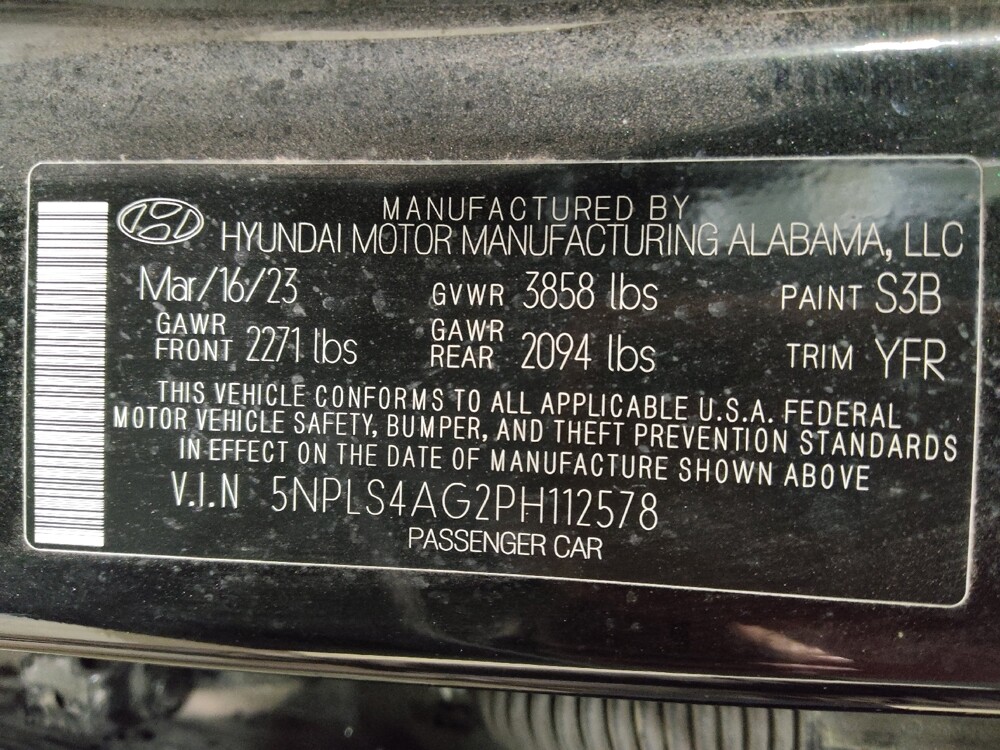 MANUFACTURED BY
HYUNDAI MOTOR MANUFACTURING ALABAMA, LLC
Mar/16/23 GVWR 3858 lbs PAINT S3B
GAWR FRONT 2271 lbs GAWR REAR 2094 lbs TRIM YFR
THIS VEHICLE CONFORMS TO ALL APPLICABLE U.S.A. FEDERAL
MOTOR VEHICLE SAFETY, BUMPER, AND THEFT PREVENTION STANDARDS
IN EFFECT ON THE DATE OF MANUFACTURE SHOWN ABOVE
V.I.N 5NPLS4AG2PH112578
PASSENGER CAR